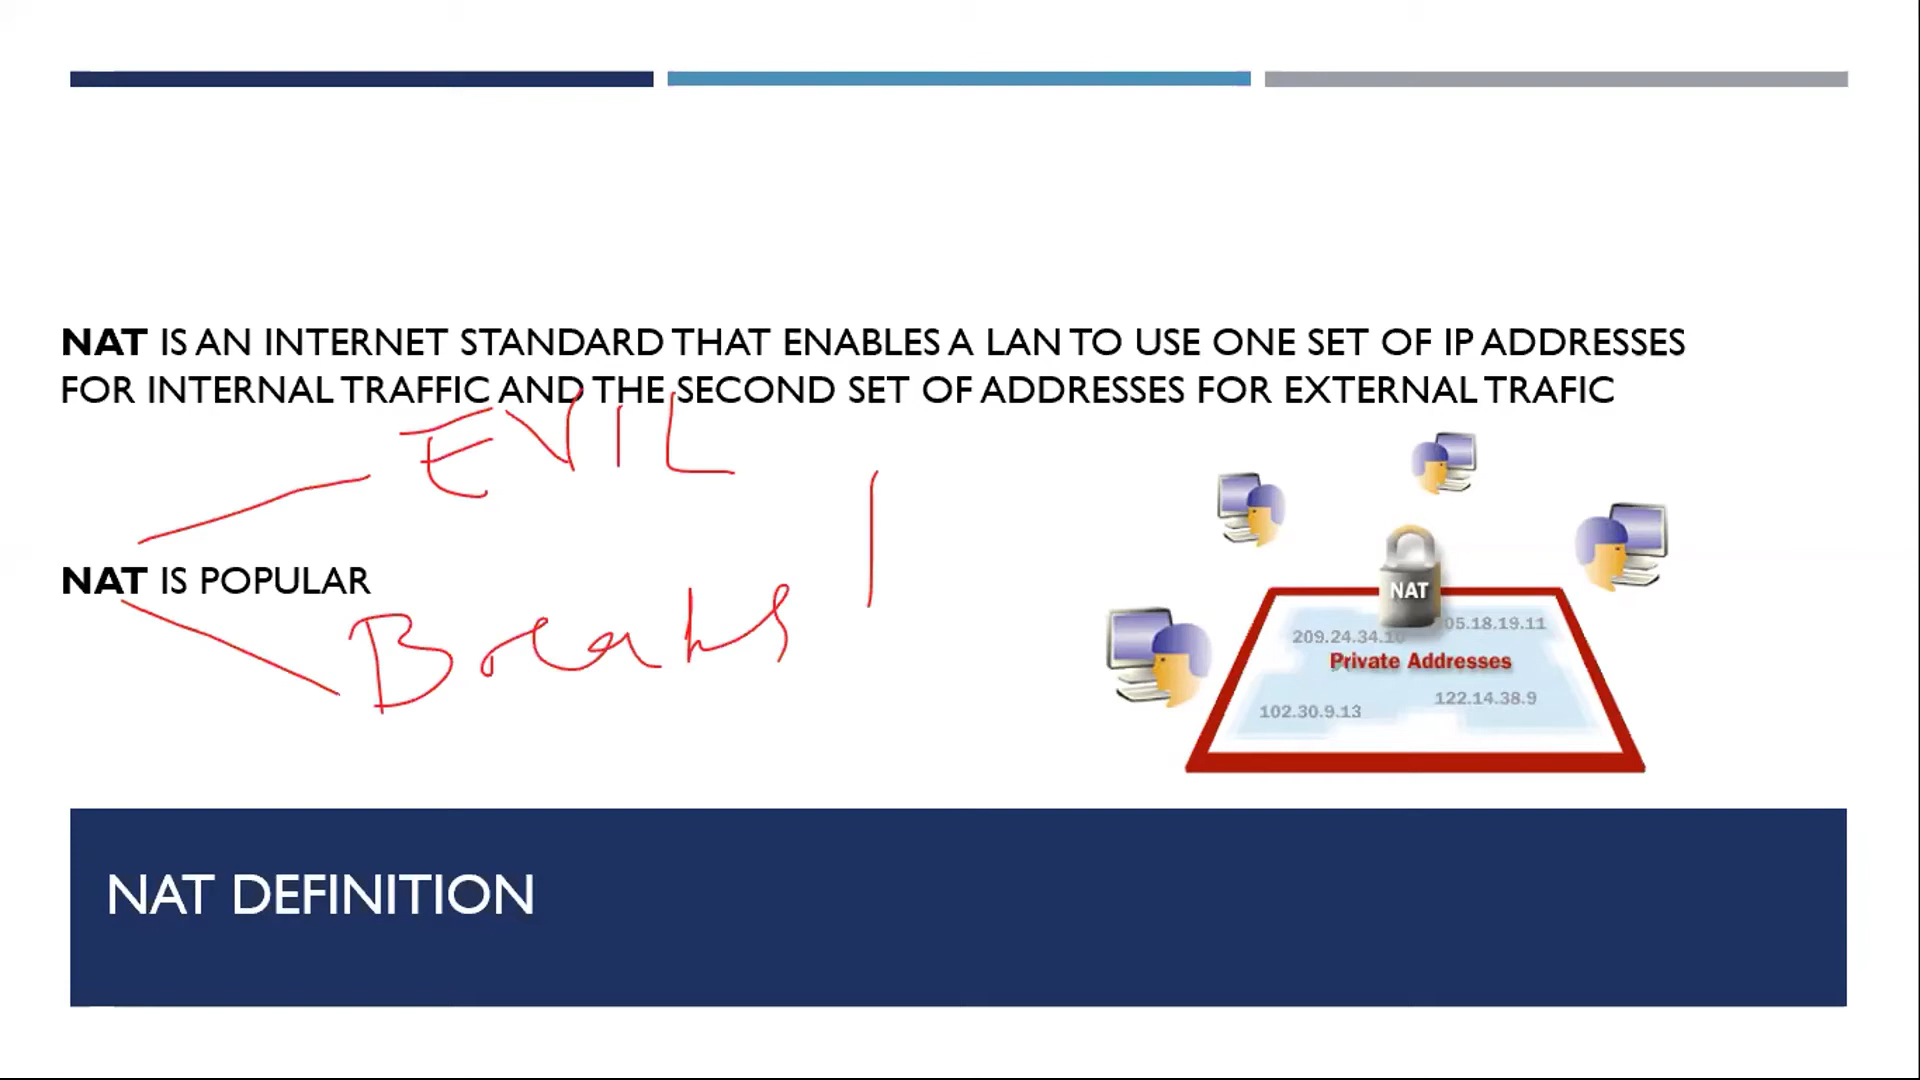 NAT IS AN INTERNET STANDARD THAT ENABLES A LAN TO USE ONE SET OF IP ADDRESSES
FOR INTERNAL TRAFFIC AND THE SECOND SET OF ADDRESSES FOR EXTERNAL TRAFIC
EVIL
NAT IS POPULAR
Breaks
NAT
209.24.34.10
05.18.19.11
Private Addresses
122.14.38.9
102.30.9.13
NAT DEFINITION